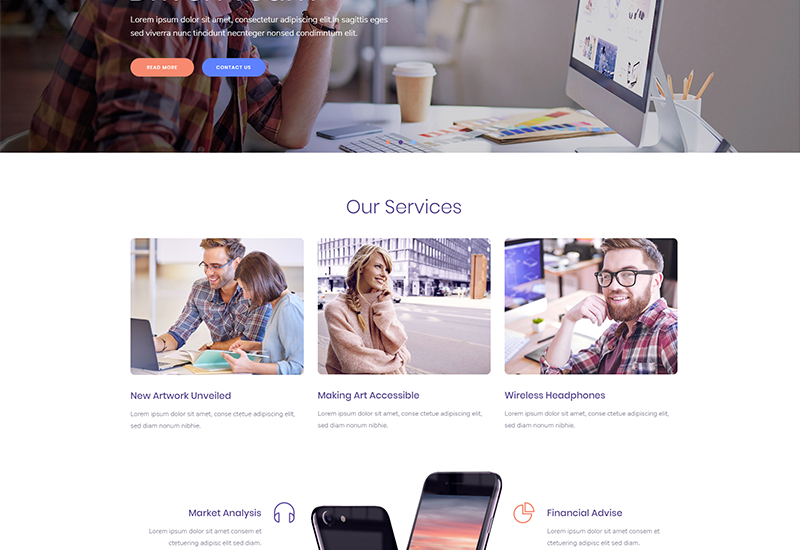 Lorem ipsum dolor sit amet, consectetur adipiscing elit.In sagittis eges
sed viverra nunc tincidunt necnteger nonsed condimntum elit.
READ MORE
CONTACT US
Our Services
New Artwork Unveiled
Lorem ipsum dolor sit amet, conse ctetue adipiscing elit,
sed diam nonum nibhie.
Making Art Accessible
Lorem ipsum dolor sit amet, conse ctetue adipiscing elit,
sed diam nonum nibhie.
Wireless Headphones
Lorem ipsum dolor sit amet, conse ctetue adipiscing elit,
sed diam nonum nibhie.
Market Analysis
Lorem ipsum dolor sit amet consem et
ctetuering adipisc elit sed diam.
Financial Advise
Lorem ipsum dolor sit amet consem et
ctetuering adipisc elit sed diam.